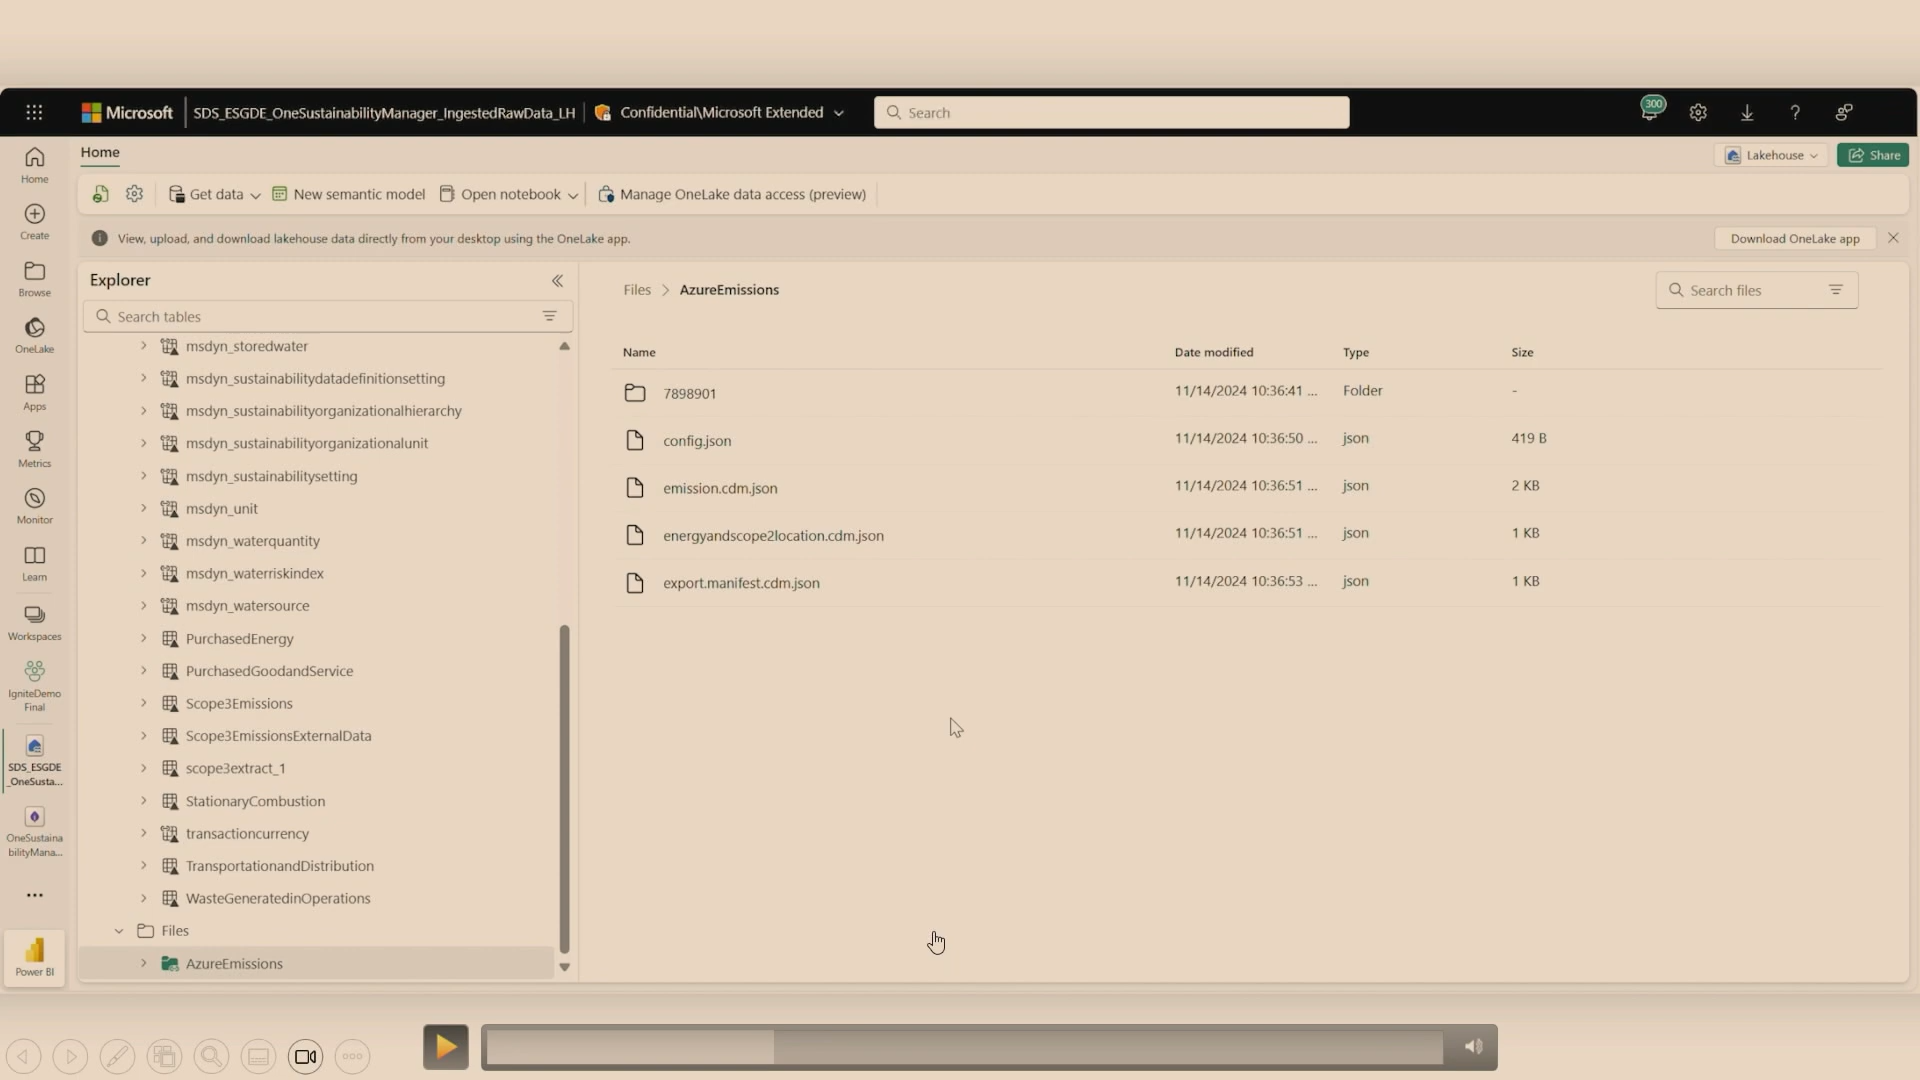 Microsoft
SDS_ESGDE_OneSustainabilityManager_IngestedRawData_LH
Confidential\Microsoft Extended
Search
300
?
Home
Lakehouse
Share
Get data
New semantic model
Open notebook
Manage OneLake data access (preview)
View, upload, and download lakehouse data directly from your desktop using the OneLake app.
Download OneLake app
Home
Create
Browse
OneLake
Apps
Metrics
Monitor
Learn
Workspaces
IgniteDemo
Final
SDS_ESGDE
_OneSusta...
OneSustaina
bilityMana...
Power BI
Explorer
Search tables
msdyn_storedwater
msdyn_sustainabilitydatadefinitionsetting
msdyn_sustainabilityorganizationalhierarchy
msdyn_sustainabilityorganizationalunit
msdyn_sustainabilitysetting
msdyn_unit
msdyn_waterquantity
msdyn_waterriskindex
msdyn_watersource
PurchasedEnergy
PurchasedGoodandService
Scope3Emissions
Scope3EmissionsExternalData
scope3extract_1
StationaryCombustion
transactioncurrency
TransportationandDistribution
WasteGeneratedinOperations
Files
AzureEmissions
Files > AzureEmissions
Search files
Name Date modified Type Size
7898901 11/14/2024 10:36:41 ... Folder -
config.json 11/14/2024 10:36:50 ... json 419 B
emission.cdm.json 11/14/2024 10:36:51 ... json 2 KB
energyandscope2location.cdm.json 11/14/2024 10:36:51 ... json 1 KB
export.manifest.cdm.json 11/14/2024 10:36:53 ... json 1 KB